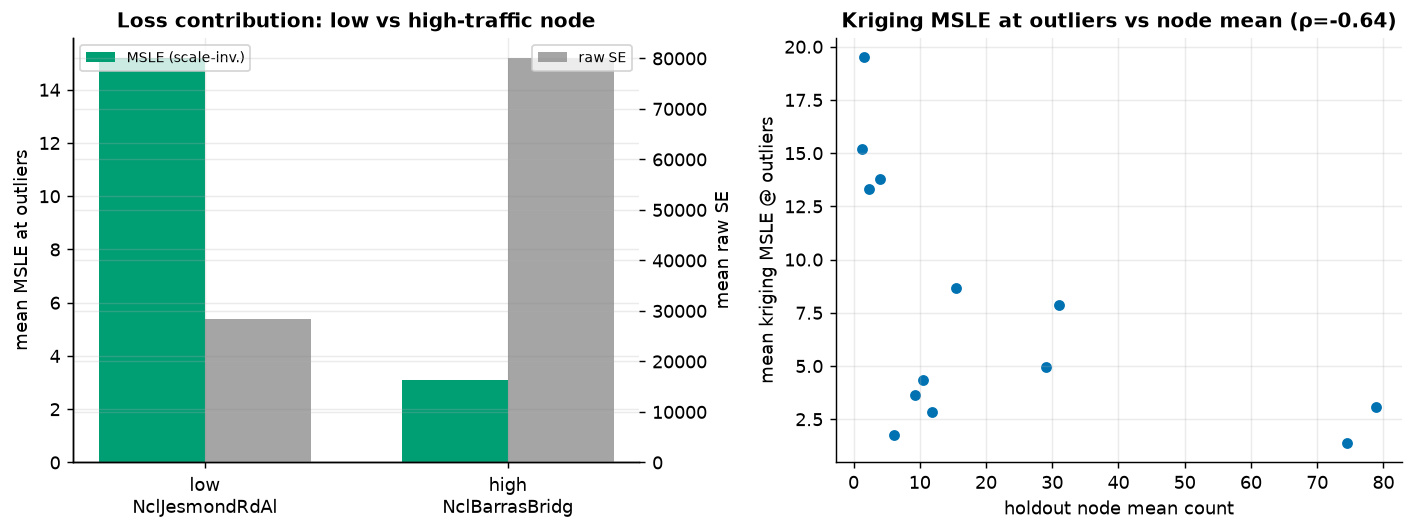 Loss contribution: low vs high-traffic node
MSLE (scale-inv.)
raw SE
mean MSLE at outliers
0
2
4
6
8
10
12
14
mean raw SE
0
10000
20000
30000
40000
50000
60000
70000
80000
low
NclJesmondRdAl
high
NclBarrasBridg
Kriging MSLE at outliers vs node mean (ρ=-0.64)
mean kriging MSLE @ outliers
20.0
17.5
15.0
12.5
10.0
7.5
5.0
2.5
0 10 20 30 40 50 60 70 80
holdout node mean count